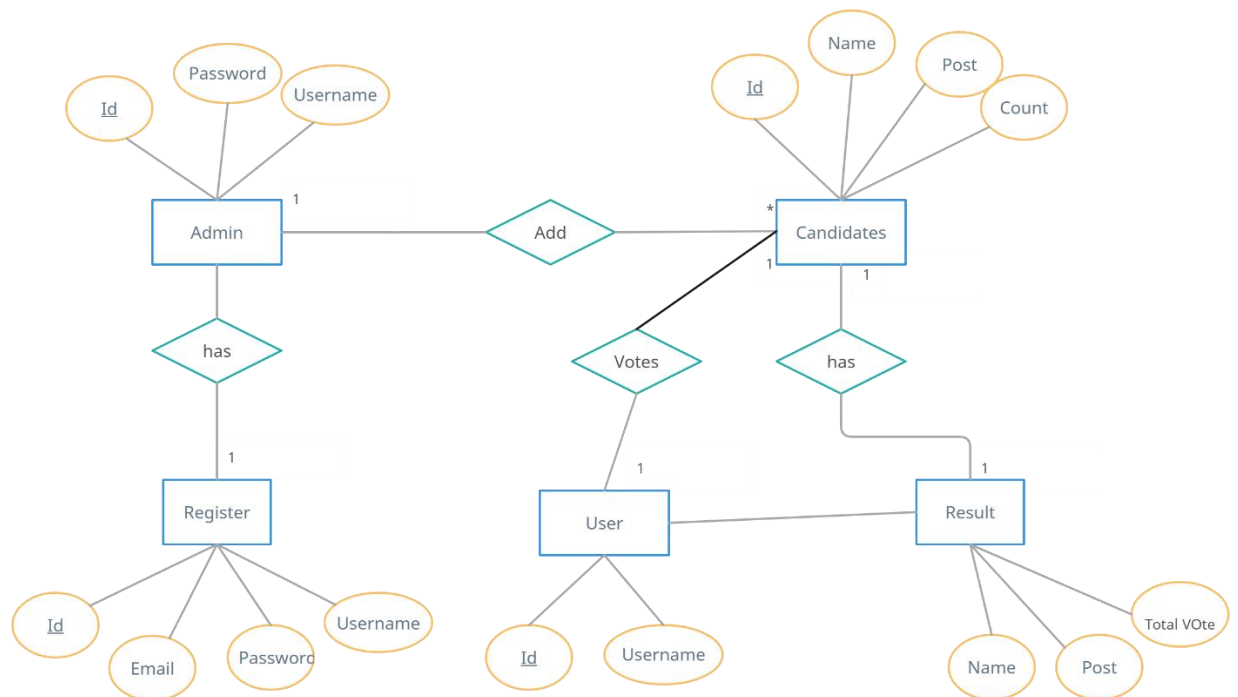 Name
Password
Post
Id
Username
Id
Count
1
*
Admin
Add
Candidates
1
1
has
Votes
has
1
1
1
Register
User
Result
Id
Username
Total VOte
Email
Password
Id
Username
Name
Post